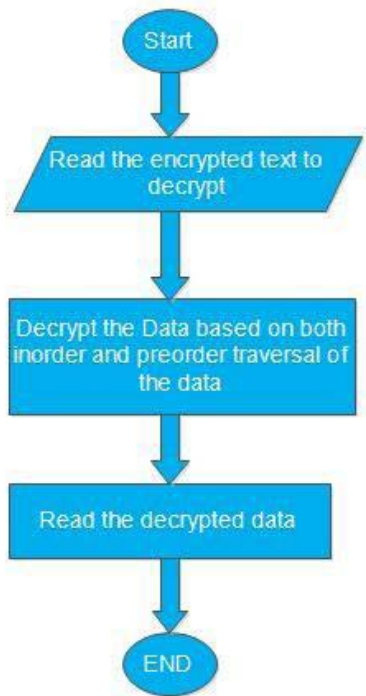 Start
Read the encrypted text to
decrypt
Decrypt the Data based on both
inorder and preorder traversal of
the data
Read the decrypted data
END